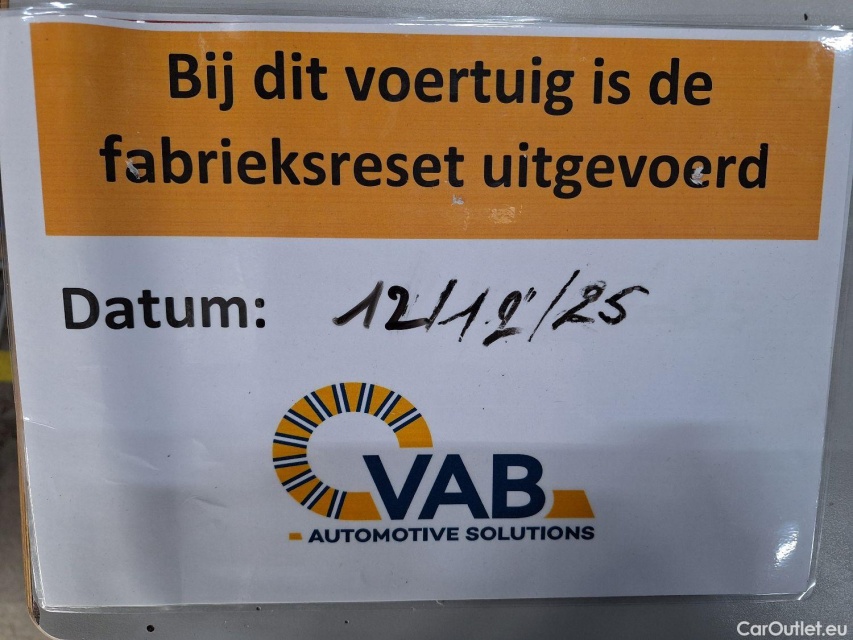 Bij dit voertuig is de
fabrieksreset uitgevoerd
Datum: 12/12/25
VAB
AUTOMOTIVE SOLUTIONS
CarOutlet.eu